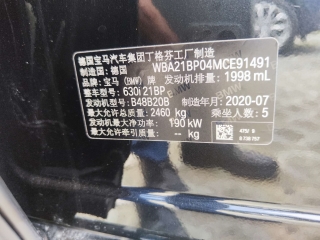 德国宝马汽车集团丁格芬工厂制造
制造国: 德国 WBA21BP04MCE91491
品牌: 宝马 (BMW) 牌 发动机排量: 1998 mL
整车型号: 630i 21BP
发动机型号: B48B20B 制造年月: 2020-07
最大允许总质量: 2460 kg 乘坐人数: 5
发动机最大净功率: 190 kW
最大允许牵引质量: -- kg